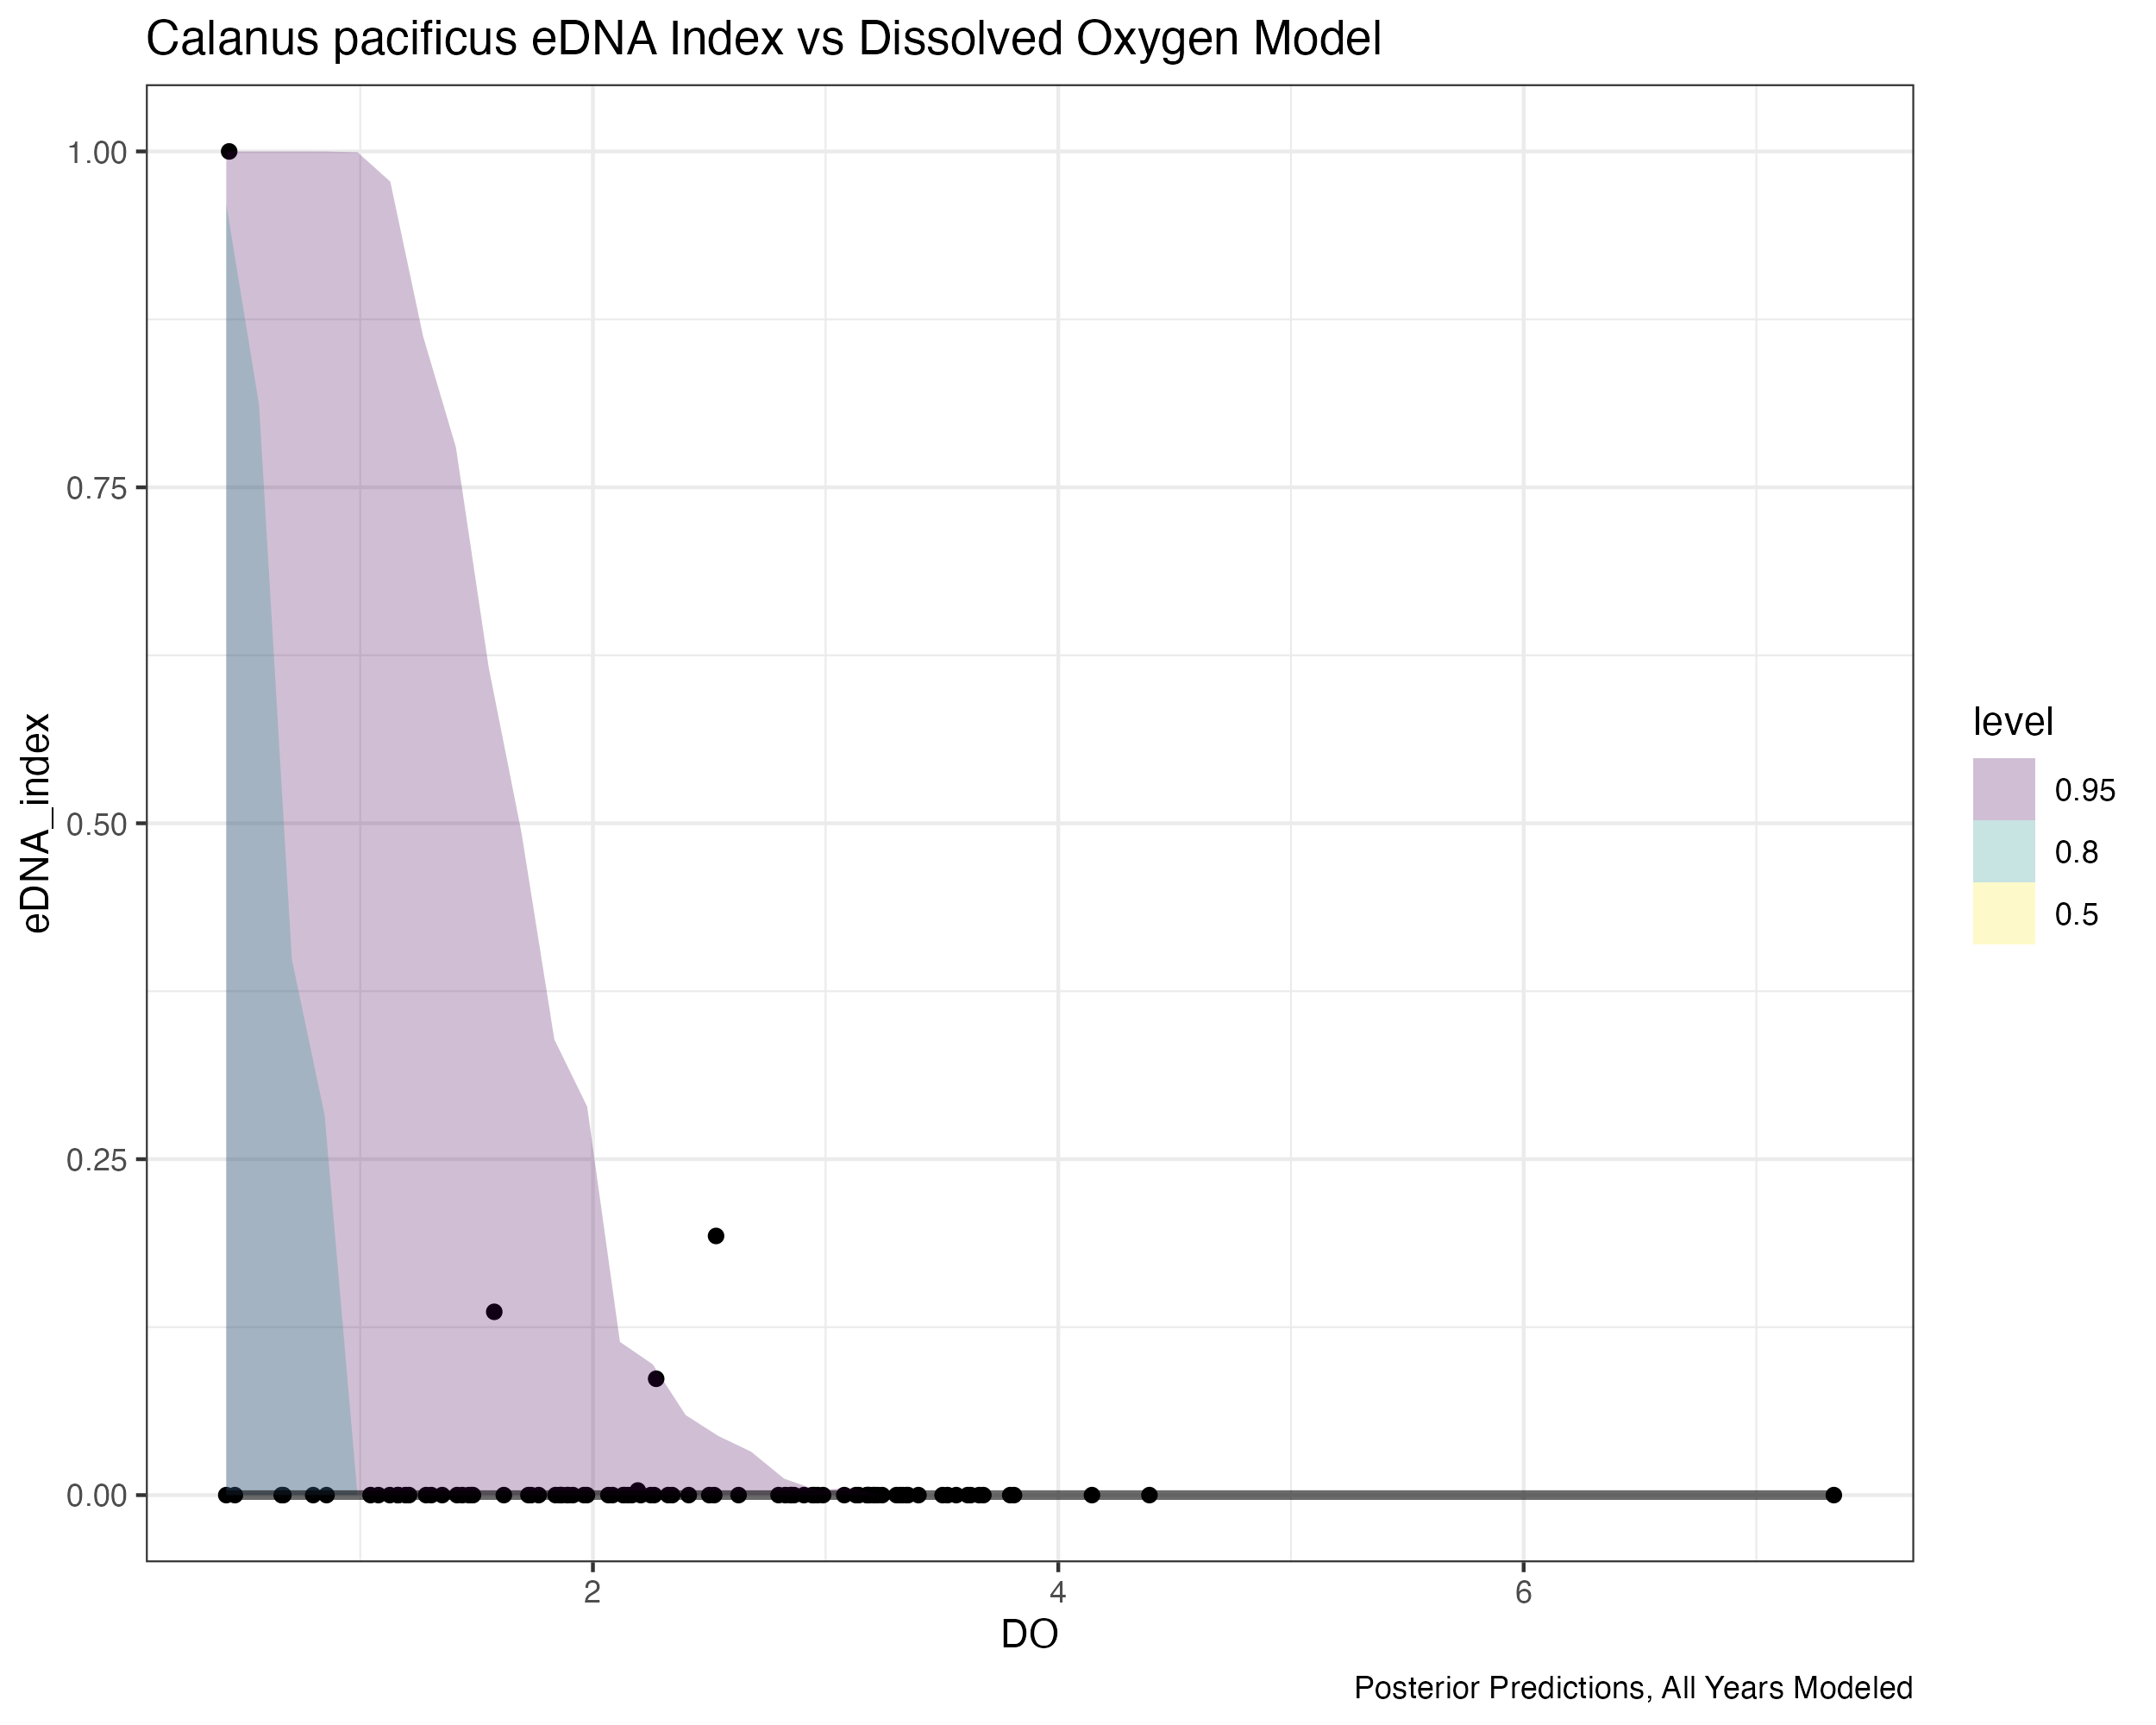 Calanus pacificus eDNA Index vs Dissolved Oxygen Model
1.00
0.75
0.50
0.25
0.00
eDNA_index
2
4
6
DO
level
0.95
0.8
0.5
Posterior Predictions, All Years Modeled